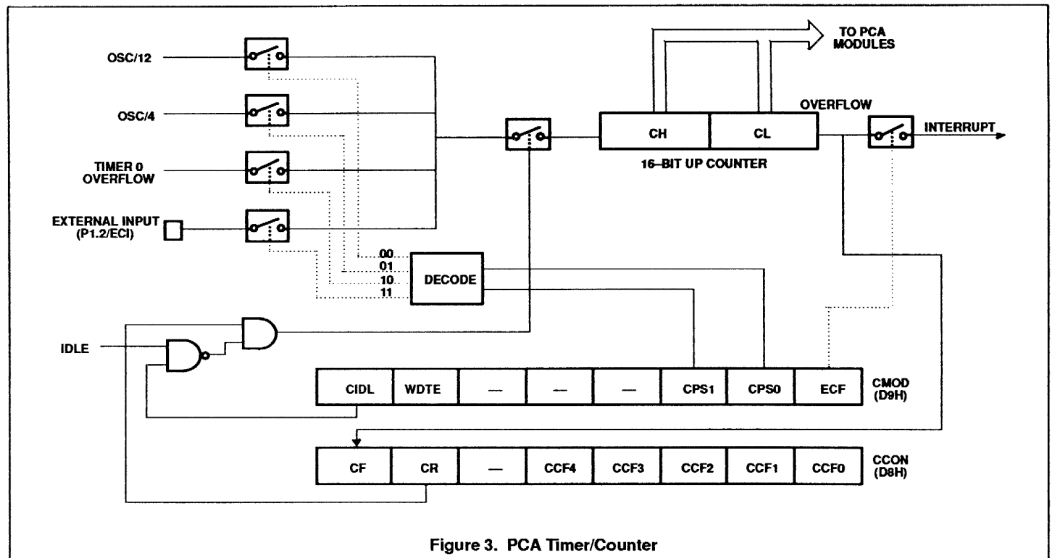 TO PCA
MODULES
OSC/12
OSC/4
TIMER 0
OVERFLOW
EXTERNAL INPUT
(P1.2/ECI)
CH
CL
OVERFLOW
INTERRUPT
16–BIT UP COUNTER
00
01
10
11
DECODE
IDLE
CIDL WDTE — — — CPS1 CPS0 ECF
CMOD
(D9H)
CF CR — CCF4 CCF3 CCF2 CCF1 CCF0
CCON
(D8H)
Figure 3. PCA Timer/Counter